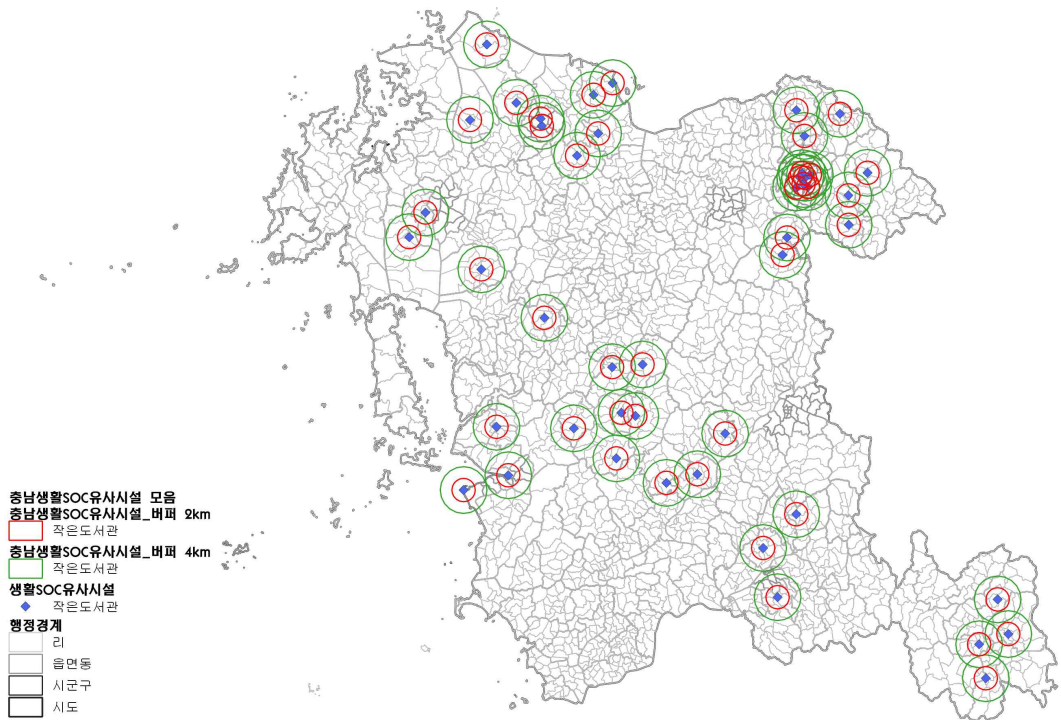 충남생활SOC유사시설 모음
충남생활SOC유사시설_버퍼 2km
작은도서관
충남생활SOC유사시설_버퍼 4km
작은도서관
생활SOC유사시설
작은도서관
행정경계
리
읍면동
시군구
시도